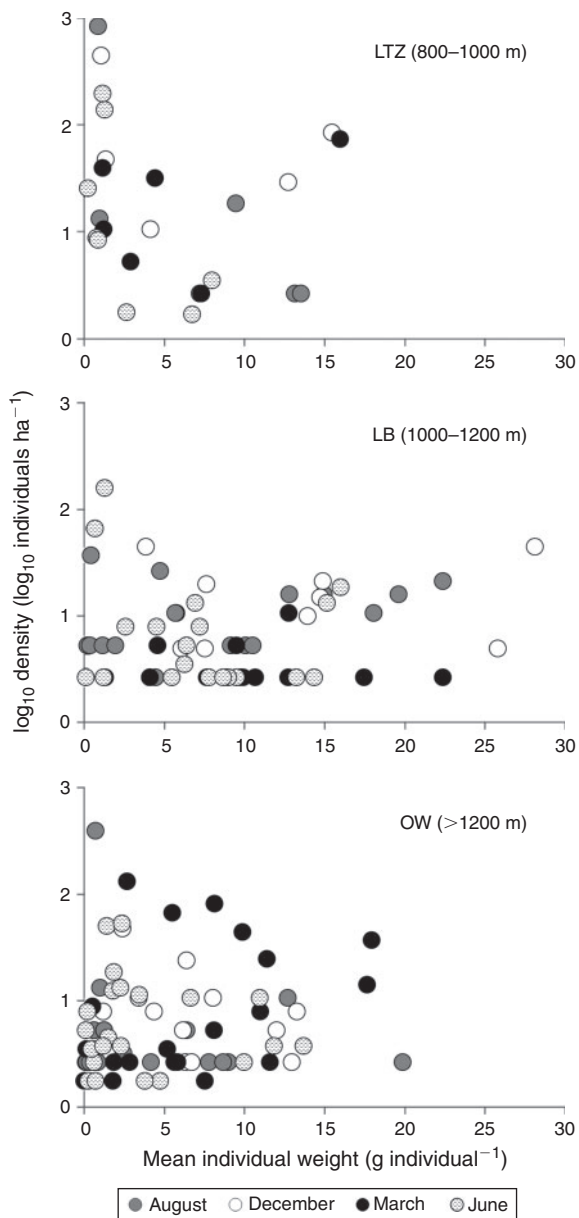 3
LTZ (800–1000 m)
2
1
0
0 5 10 15 20 25 30
3
LB (1000–1200 m)
2
1
0
0 5 10 15 20 25 30
log₁₀ density (log₁₀ individuals ha⁻¹)
3
OW (>1200 m)
2
1
0
0 5 10 15 20 25 30
Mean individual weight (g individual⁻¹)
August December March June